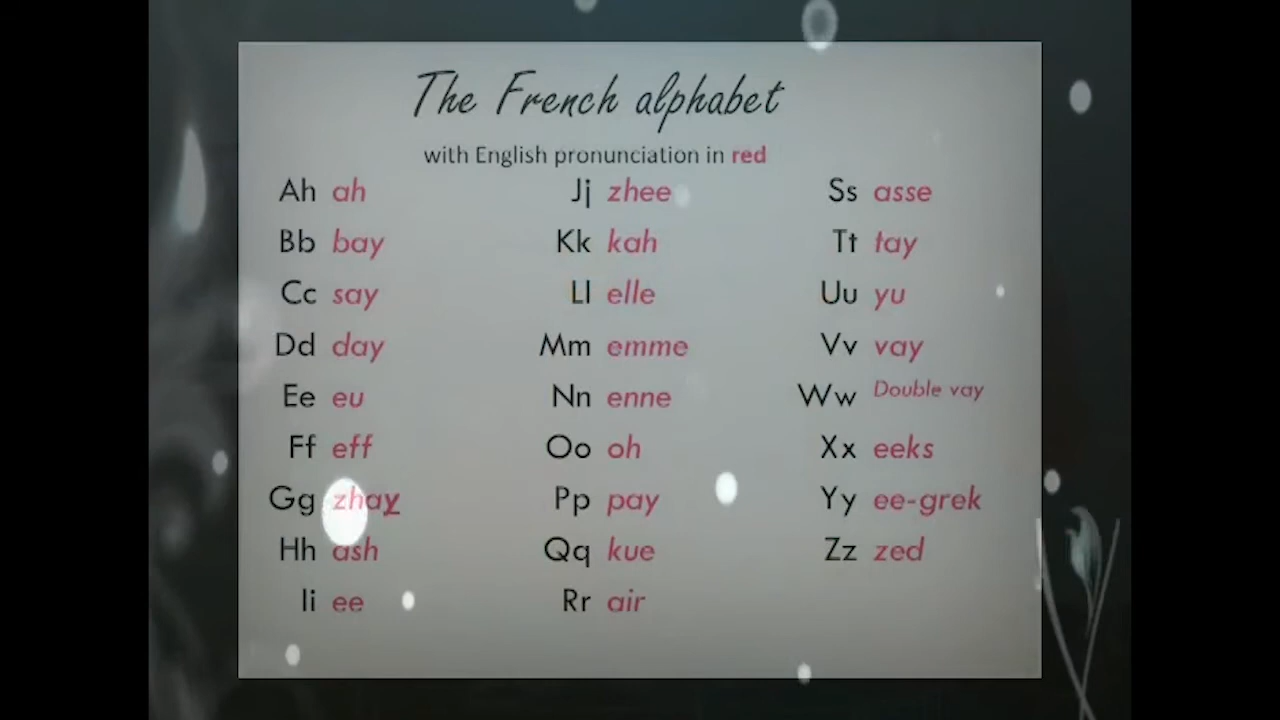 The French alphabet
with English pronunciation in red
Ah ah
Bb bay
Cc say
Dd day
Ee eu
Ff eff
Gg zhay
Hh ash
Ii ee
Jj zhee
Kk kah
Ll elle
Mm emme
Nn enne
Oo oh
Pp pay
Qq kue
Rr air
Ss asse
Tt tay
Uu yu
Vv vay
Ww Double vay
Xx eeks
Yy ee-grek
Zz zed